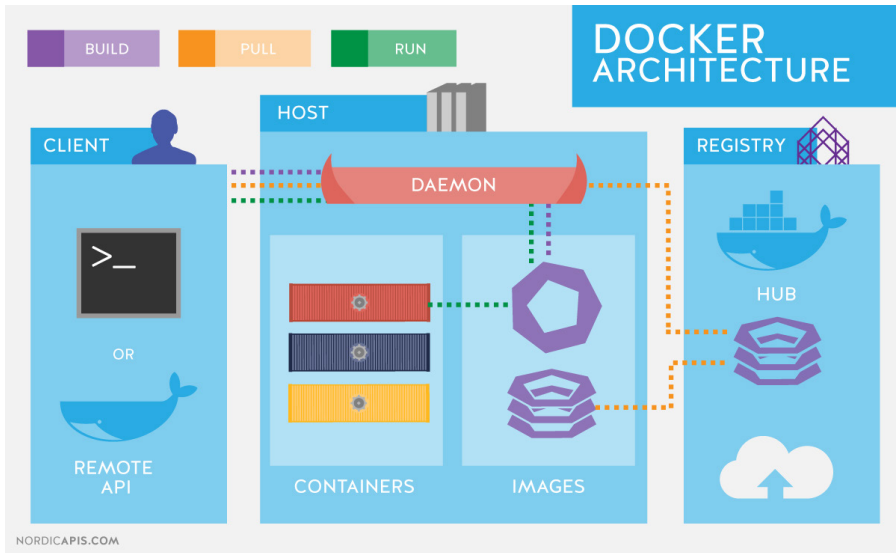 BUILD
PULL
RUN
DOCKER
ARCHITECTURE
HOST
CLIENT
REGISTRY
DAEMON
>_
OR
REMOTE
API
CONTAINERS
IMAGES
HUB
NORDICAPIS.COM